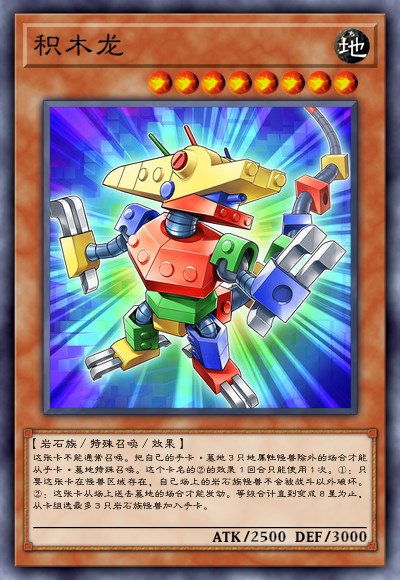 积木龙
地
【岩石族／特殊召唤／效果】
这张卡不能通常召唤。把自己的手卡·墓地3只地属性怪兽除外的场合才能
从手卡·墓地特殊召唤。这个卡名的②的效果1回合只能使用1次。①：只
要这张卡在怪兽区域存在，自己场上的岩石族怪兽不会被战斗以外破坏。
②：这张卡从场上送去墓地的场合才能发动。等级合计直到变成8星为止，
从卡组选最多3只岩石族怪兽加入手卡。
ATK/2500 DEF/3000